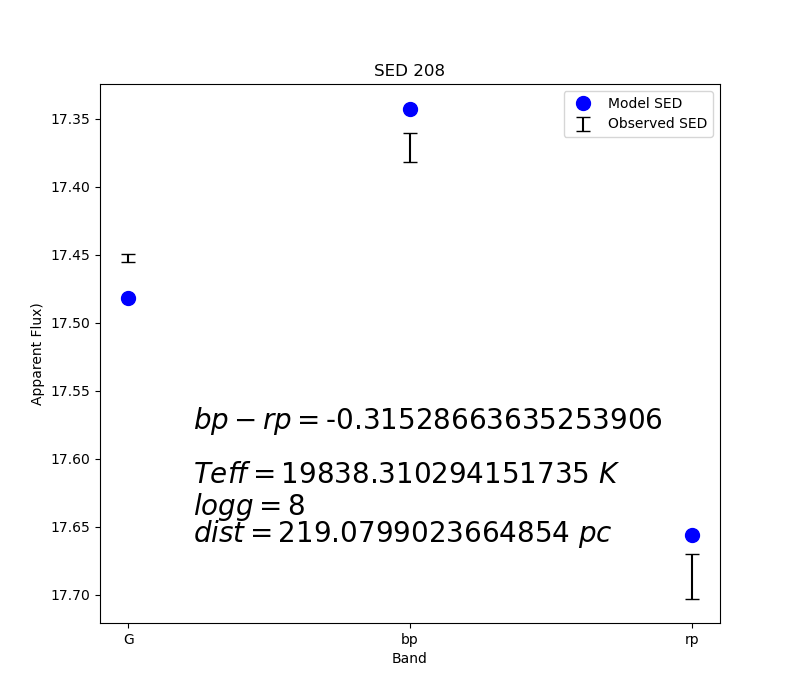 SED 208
Model SED
Observed SED
17.35
17.40
17.45
17.50
17.55
17.60
17.65
17.70
Apparent Flux)
bp − rp = -0.31528663635253906
Teff = 19838.310294151735 K
logg = 8
dist = 219.0799023664854 pc
G bp rp
Band